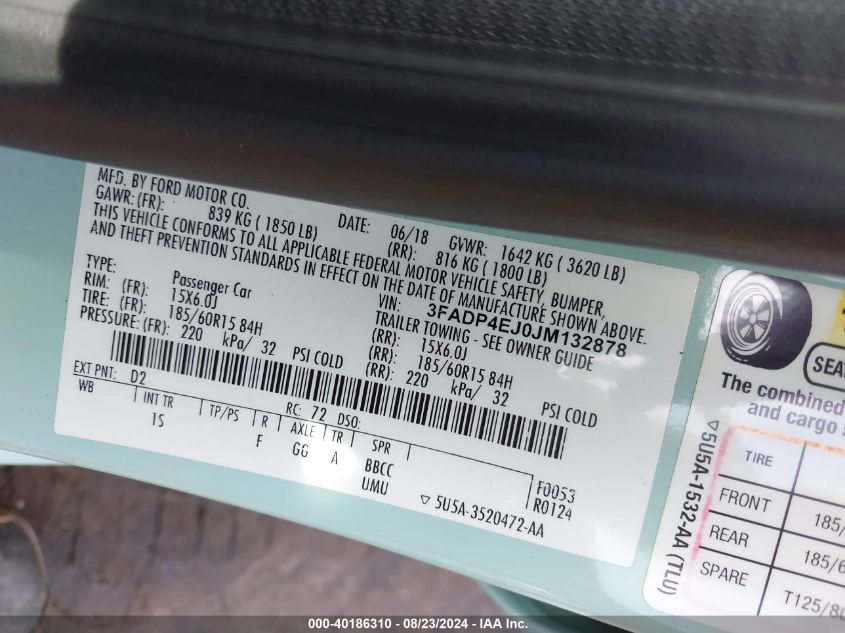 MFD. BY FORD MOTOR CO.
DATE: 06/18 GVWR: 1642 KG ( 3620 LB)
GAWR: (FR): 839 KG ( 1850 LB) (RR): 816 KG ( 1800 LB)
THIS VEHICLE CONFORMS TO ALL APPLICABLE FEDERAL MOTOR VEHICLE SAFETY, BUMPER,
AND THEFT PREVENTION STANDARDS IN EFFECT ON THE DATE OF MANUFACTURE SHOWN ABOVE.
VIN: 3FADP4EJ0JM132878
TYPE: Passenger Car TRAILER TOWING - SEE OWNER GUIDE
RIM: (FR): 15X6.0J (RR): 15X6.0J
TIRE: (FR): 185/60R15 84H (RR): 185/60R15 84H
(FR): 220 kPa/ 32 PSI COLD (RR): 220 kPa/ 32 PSI COLD
EXT PNT: D2 RC: 72 DSO:
WB INT TR TP/PS R AXLE TR SPR
1S F GG A BBCC
UMU
F0053
R0124
▽ 5U5A-3520472-AA
SEA
The combined
and cargo
▽5U5A-1532-AA (TLU)
TIRE
FRONT 185/
REAR 185/6
SPARE T125/80
000-40186310 - 08/23/2024 - IAA Inc.